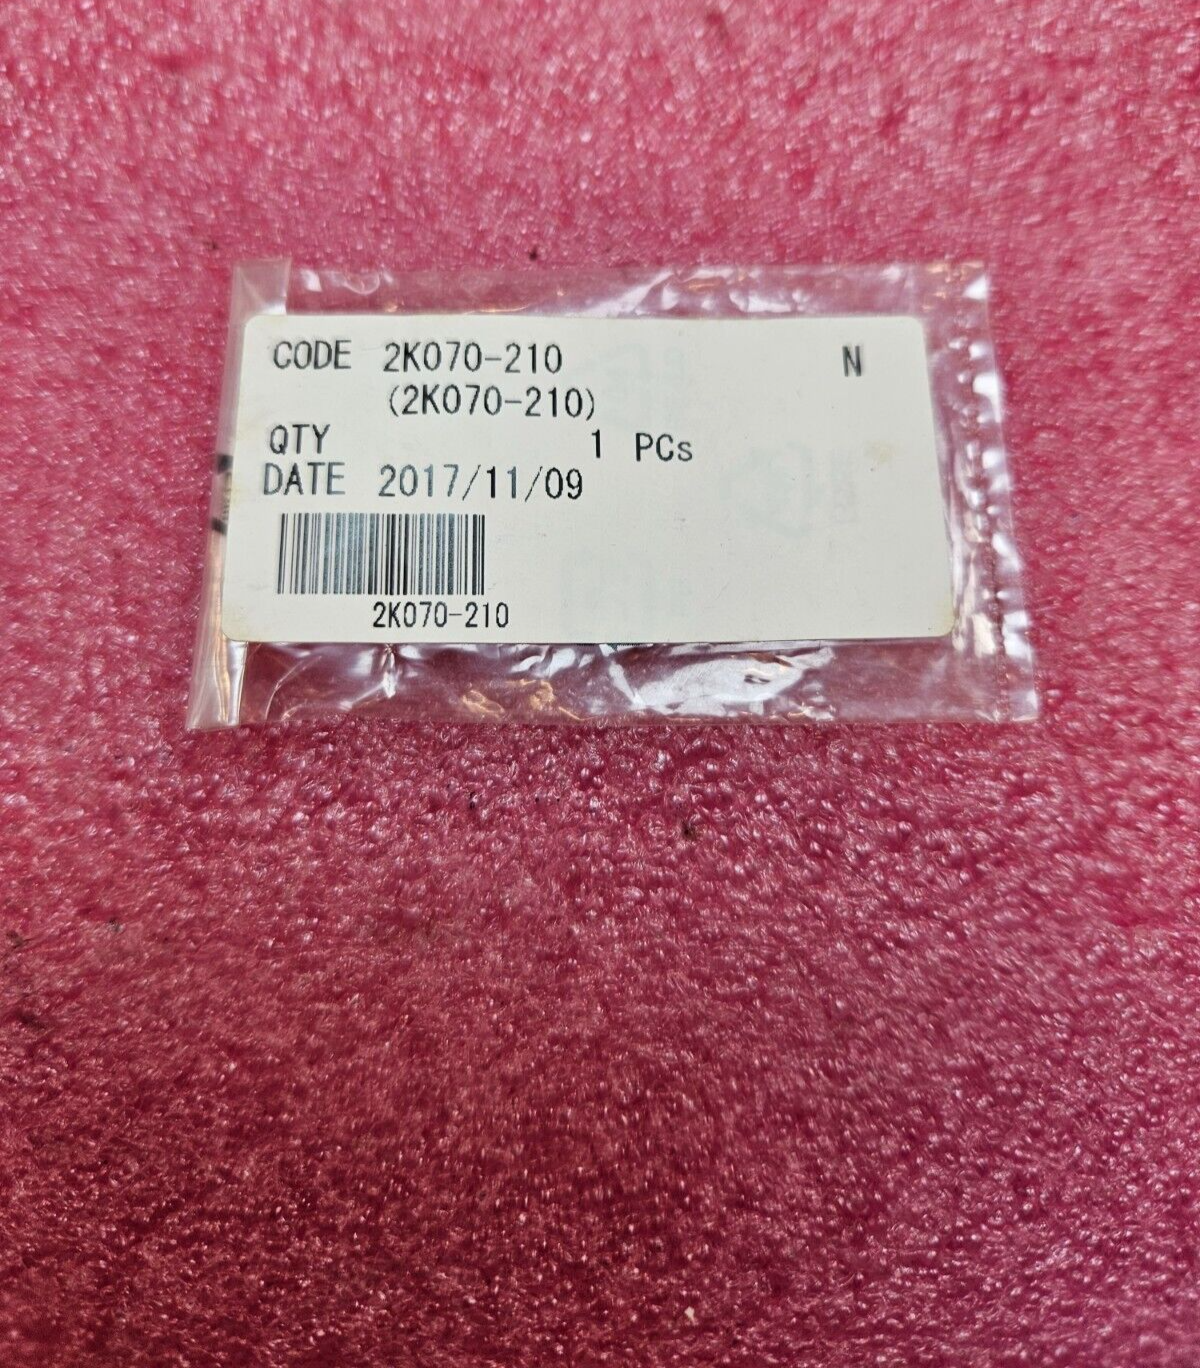 CODE 2K070-210 N
(2K070-210)
QTY 1 PCs
DATE 2017/11/09
2K070-210